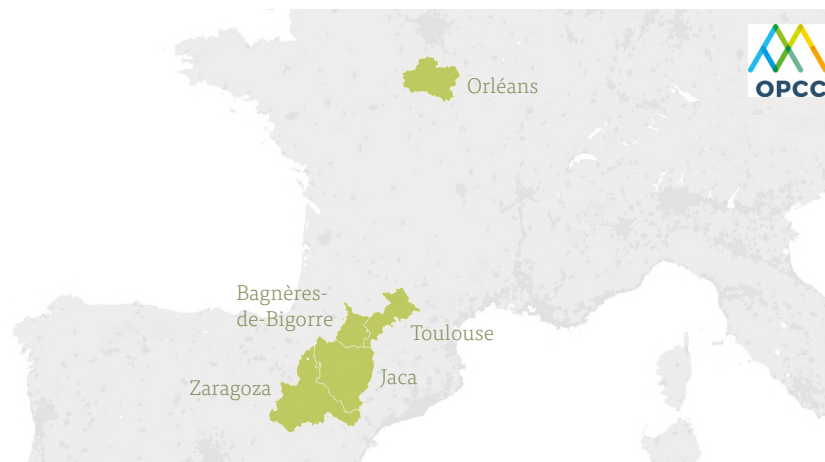 Orléans
OPCC
Bagnères-
de-Bigorre
Toulouse
Jaca
Zaragoza